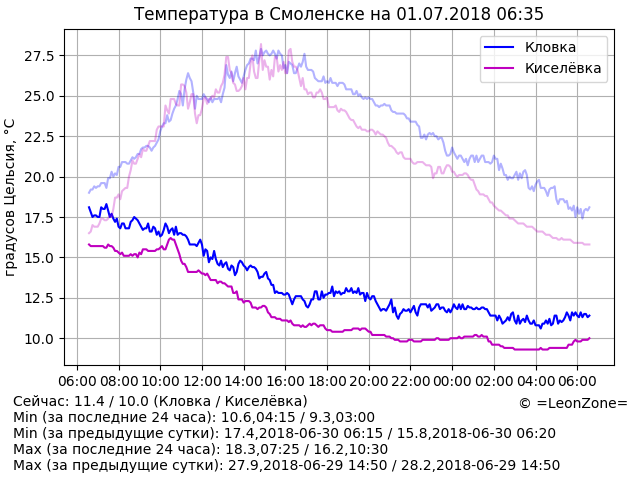 Температура в Смоленске на 01.07.2018 06:35
градусов Цельсия, °C
27.5
25.0
22.5
20.0
17.5
15.0
12.5
10.0
Кловка
Киселёвка
06:00 08:00 10:00 12:00 14:00 16:00 18:00 20:00 22:00 00:00 02:00 04:00 06:00
Сейчас: 11.4 / 10.0 (Кловка / Киселёвка)
© =LeonZone=
Min (за последние 24 часа): 10.6,04:15 / 9.3,03:00
Min (за предыдущие сутки): 17.4,2018-06-30 06:15 / 15.8,2018-06-30 06:20
Max (за последние 24 часа): 18.3,07:25 / 16.2,10:30
Max (за предыдущие сутки): 27.9,2018-06-29 14:50 / 28.2,2018-06-29 14:50